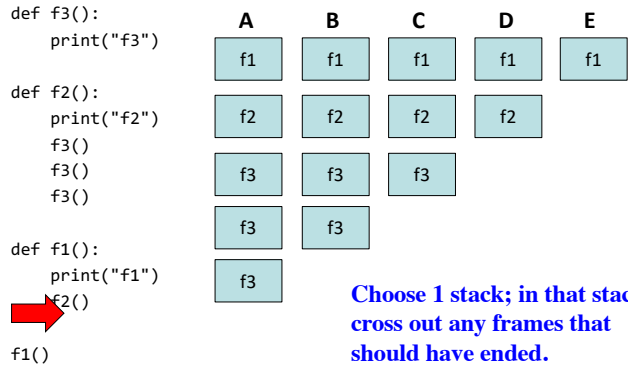 def f3():
    print("f3")
def f2():
    print("f2")
    f3()
    f3()
    f3()
def f1():
    print("f1")
    f2()
f1()
A B C D E
f1 f1 f1 f1 f1
f2 f2 f2 f2
f3 f3 f3
f3 f3
f3
Choose 1 stack; in that stac
cross out any frames that
should have ended.